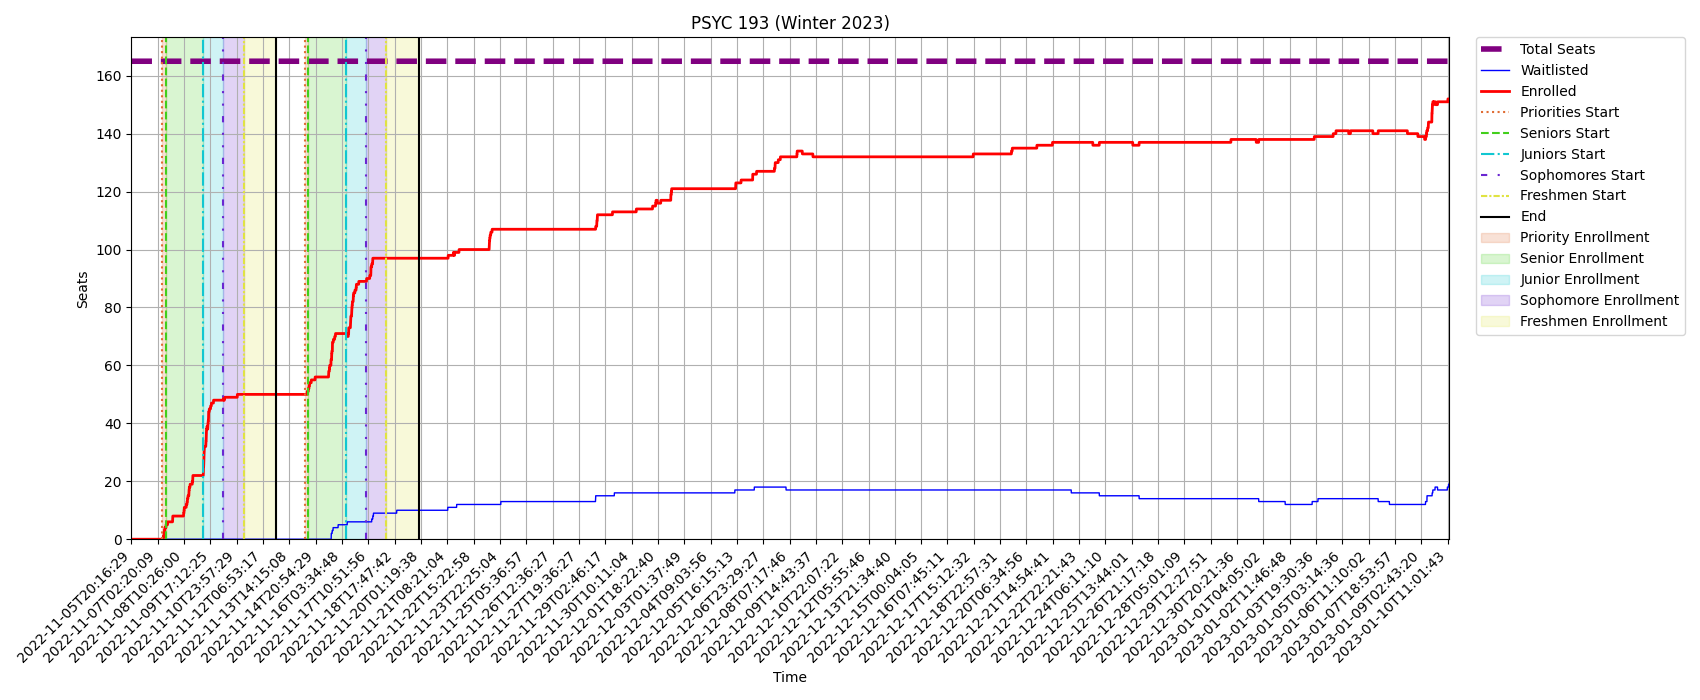 PSYC 193 (Winter 2023)
Seats
160
140
120
100
80
60
40
20
0
2022-11-05T20:16:29
2022-11-07T02:20:09
2022-11-08T10:26:00
2022-11-09T17:12:25
2022-11-10T23:57:29
2022-11-12T06:53:17
2022-11-13T14:15:08
2022-11-14T20:54:29
2022-11-16T03:34:48
2022-11-17T10:51:56
2022-11-18T17:47:42
2022-11-20T01:19:38
2022-11-21T08:21:04
2022-11-22T15:22:58
2022-11-23T22:25:04
2022-11-25T05:36:57
2022-11-26T12:36:27
2022-11-27T19:36:27
2022-11-29T02:46:17
2022-11-30T10:11:04
2022-12-01T18:22:40
2022-12-03T01:37:49
2022-12-04T09:03:56
2022-12-05T16:15:13
2022-12-06T23:29:27
2022-12-08T07:17:46
2022-12-09T14:43:37
2022-12-10T22:07:22
2022-12-12T05:55:46
2022-12-13T21:34:40
2022-12-15T00:04:05
2022-12-16T07:45:11
2022-12-17T15:12:32
2022-12-18T22:57:31
2022-12-20T06:34:56
2022-12-21T14:54:41
2022-12-22T22:21:43
2022-12-24T06:11:10
2022-12-25T13:44:01
2022-12-26T21:17:18
2022-12-28T05:01:09
2022-12-29T12:27:51
2022-12-30T20:21:36
2023-01-01T04:05:02
2023-01-02T11:46:48
2023-01-03T19:30:36
2023-01-05T03:14:36
2023-01-06T11:10:02
2023-01-07T18:53:57
2023-01-09T02:43:20
2023-01-10T11:01:43
Time
Total Seats
Waitlisted
Enrolled
Priorities Start
Seniors Start
Juniors Start
Sophomores Start
Freshmen Start
End
Priority Enrollment
Senior Enrollment
Junior Enrollment
Sophomore Enrollment
Freshmen Enrollment